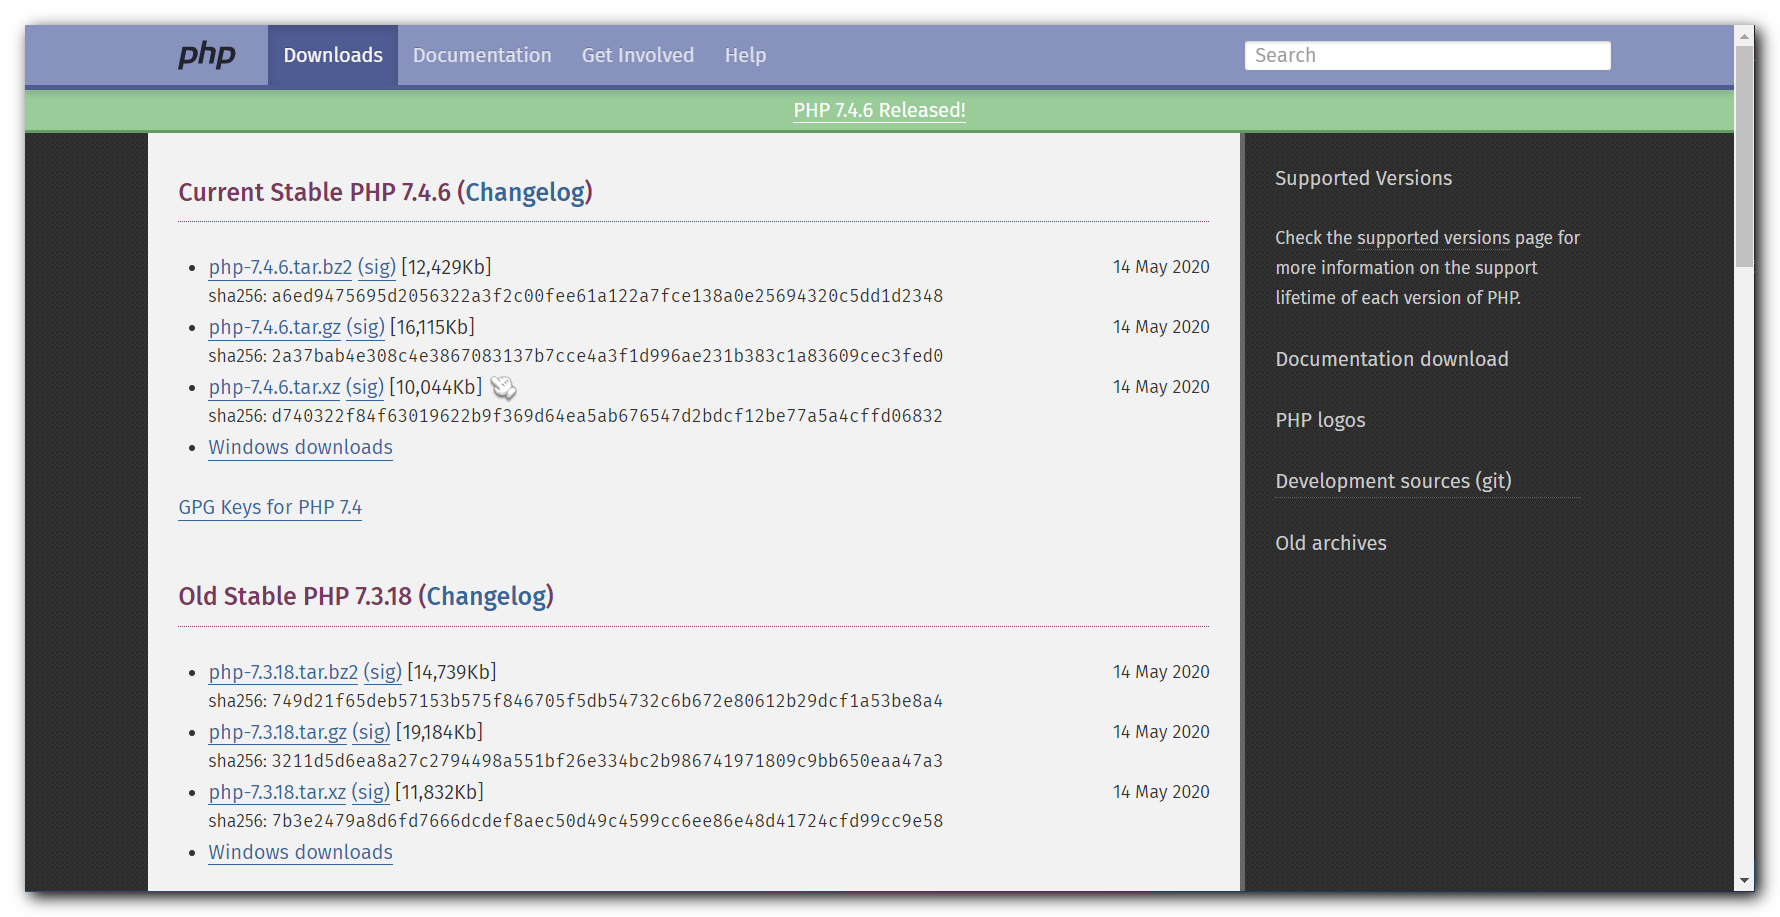 php Downloads Documentation Get Involved Help Search
PHP 7.4.6 Released!
Current Stable PHP 7.4.6 (Changelog)
php-7.4.6.tar.bz2 (sig) [12,429Kb] 14 May 2020
sha256: a6ed9475695d2056322a3f2c00fee61a122a7fce138a0e25694320c5dd1d2348
php-7.4.6.tar.gz (sig) [16,115Kb] 14 May 2020
sha256: 2a37bab4e308c4e3867083137b7cce4a3f1d996ae231b383c1a83609cec3fed0
php-7.4.6.tar.xz (sig) [10,044Kb] 14 May 2020
sha256: d740322f84f63019622b9f369d64ea5ab676547d2bdcf12be77a5a4cffd06832
Windows downloads
GPG Keys for PHP 7.4
Old Stable PHP 7.3.18 (Changelog)
php-7.3.18.tar.bz2 (sig) [14,739Kb] 14 May 2020
sha256: 749d21f65deb57153b575f846705f5db54732c6b672e80612b29dcf1a53be8a4
php-7.3.18.tar.gz (sig) [19,184Kb] 14 May 2020
sha256: 3211d5d6ea8a27c2794498a551bf26e334bc2b986741971809c9bb650eaa47a3
php-7.3.18.tar.xz (sig) [11,832Kb] 14 May 2020
sha256: 7b3e2479a8d6fd7666dcdef8aec50d49c4599cc6ee86e48d41724cfd99cc9e58
Windows downloads
Supported Versions
Check the supported versions page for
more information on the support
lifetime of each version of PHP.
Documentation download
PHP logos
Development sources (git)
Old archives